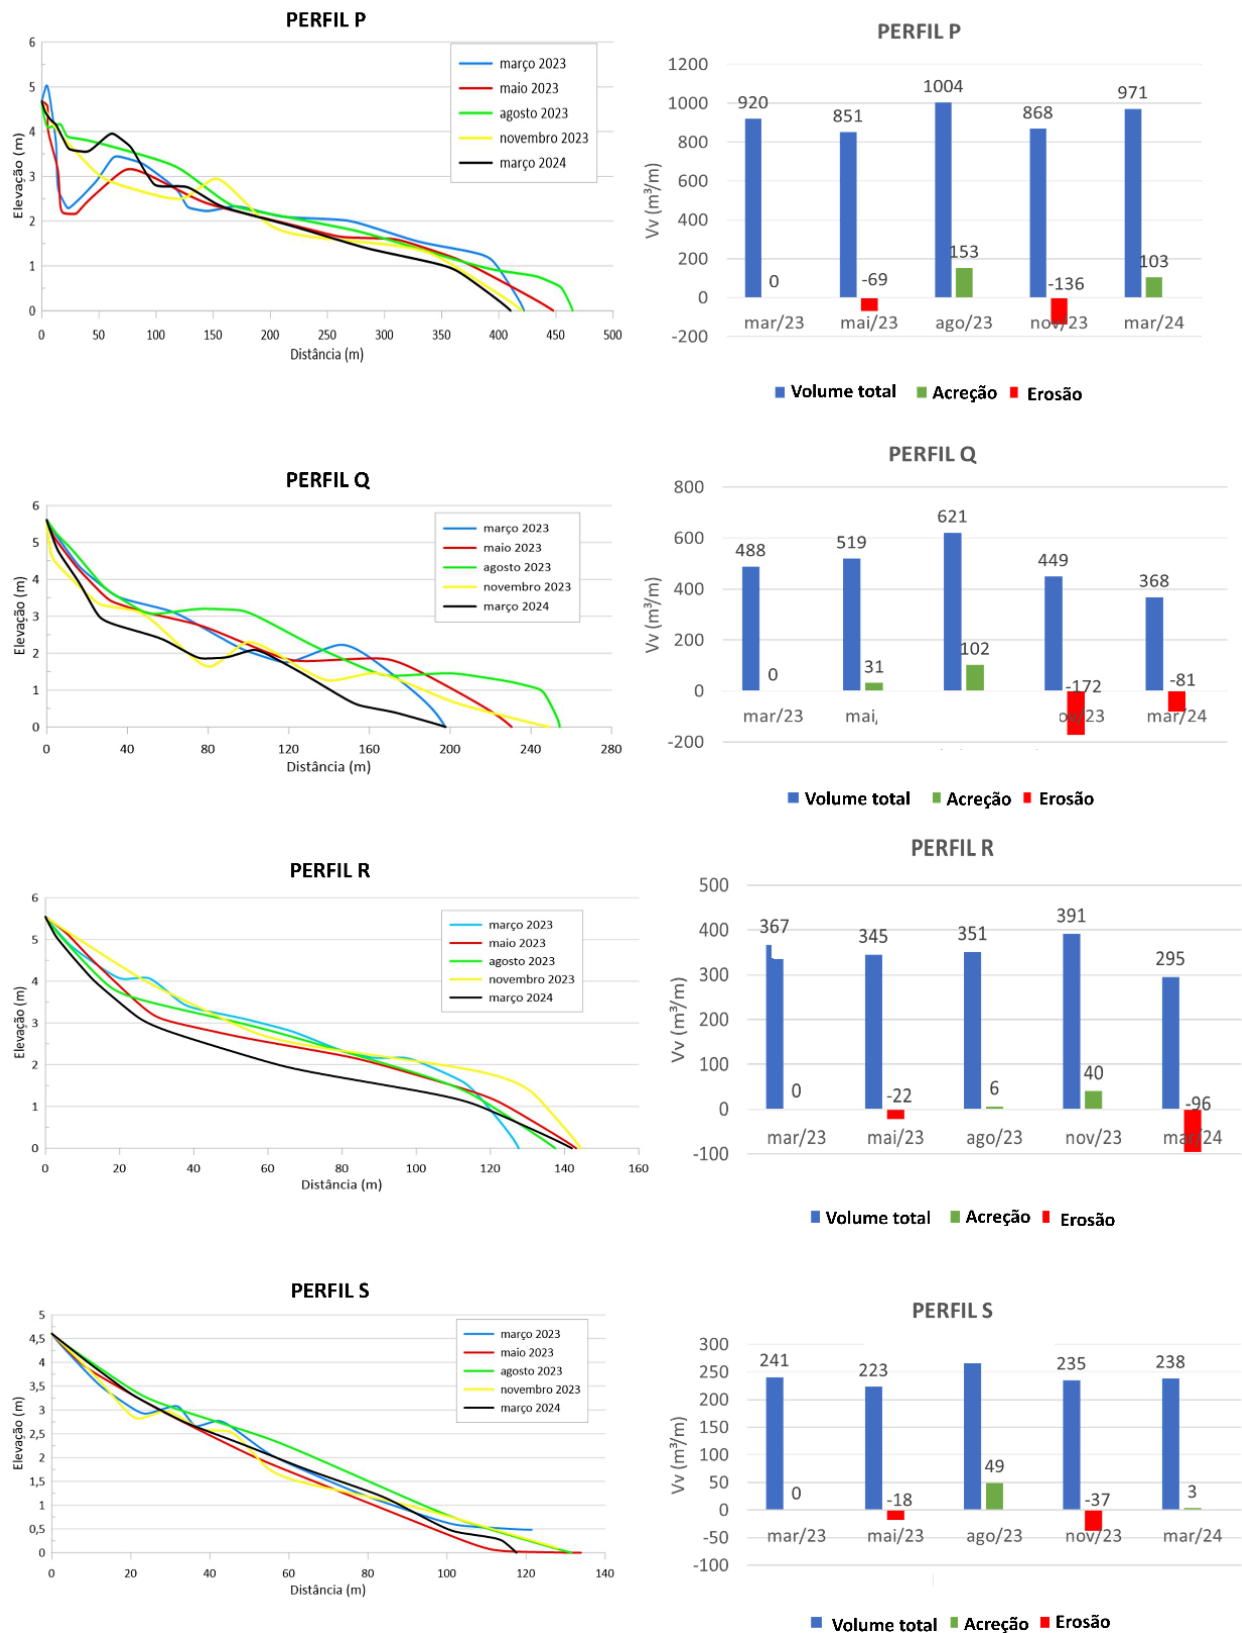 PERFIL P
6
5
4
3
2
1
0
Elevação (m)
0 50 100 150 200 250 300 350 400 450 500
Distância (m)
março 2023
maio 2023
agosto 2023
novembro 2023
março 2024
PERFIL P
1200
1000
800
600
400
200
0
-200
Vv (m³/m)
920 851 1004 868 971
0 -69 153 -136 103
mar/23 mai/23 ago/23 nov/23 mar/24
Volume total Acreção Erosão
PERFIL Q
6
5
4
3
2
1
0
Elevação (m)
0 40 80 120 160 200 240 280
Distância (m)
março 2023
maio 2023
agosto 2023
novembro 2023
março 2024
PERFIL Q
800
600
400
200
0
-200
Vv (m³/m)
488 519 621 449 368
0 31 102 -172 -81
mar/23 mai, ov/23 mar/24
Volume total Acreção Erosão
PERFIL R
6
5
4
3
2
1
0
Elevação (m)
0 20 40 60 80 100 120 140 160
Distância (m)
março 2023
maio 2023
agosto 2023
novembro 2023
março 2024
PERFIL R
500
400
300
200
100
0
-100
Vv (m³/m)
367 345 351 391 295
0 -22 6 40 -96
mar/23 mai/23 ago/23 nov/23 mar/24
Volume total Acreção Erosão
PERFIL S
5
4,5
4
3,5
3
2,5
2
1,5
1
0,5
0
Elevação (m)
0 20 40 60 80 100 120 140
Distância (m)
março 2023
maio 2023
agosto 2023
novembro 2023
março 2024
PERFIL S
300
250
200
150
100
50
0
-50
-100
Vv (m³/m)
241 223 235 238
0 -18 49 -37 3
mar/23 mai/23 ago/23 nov/23 mar/24
Volume total Acreção Erosão